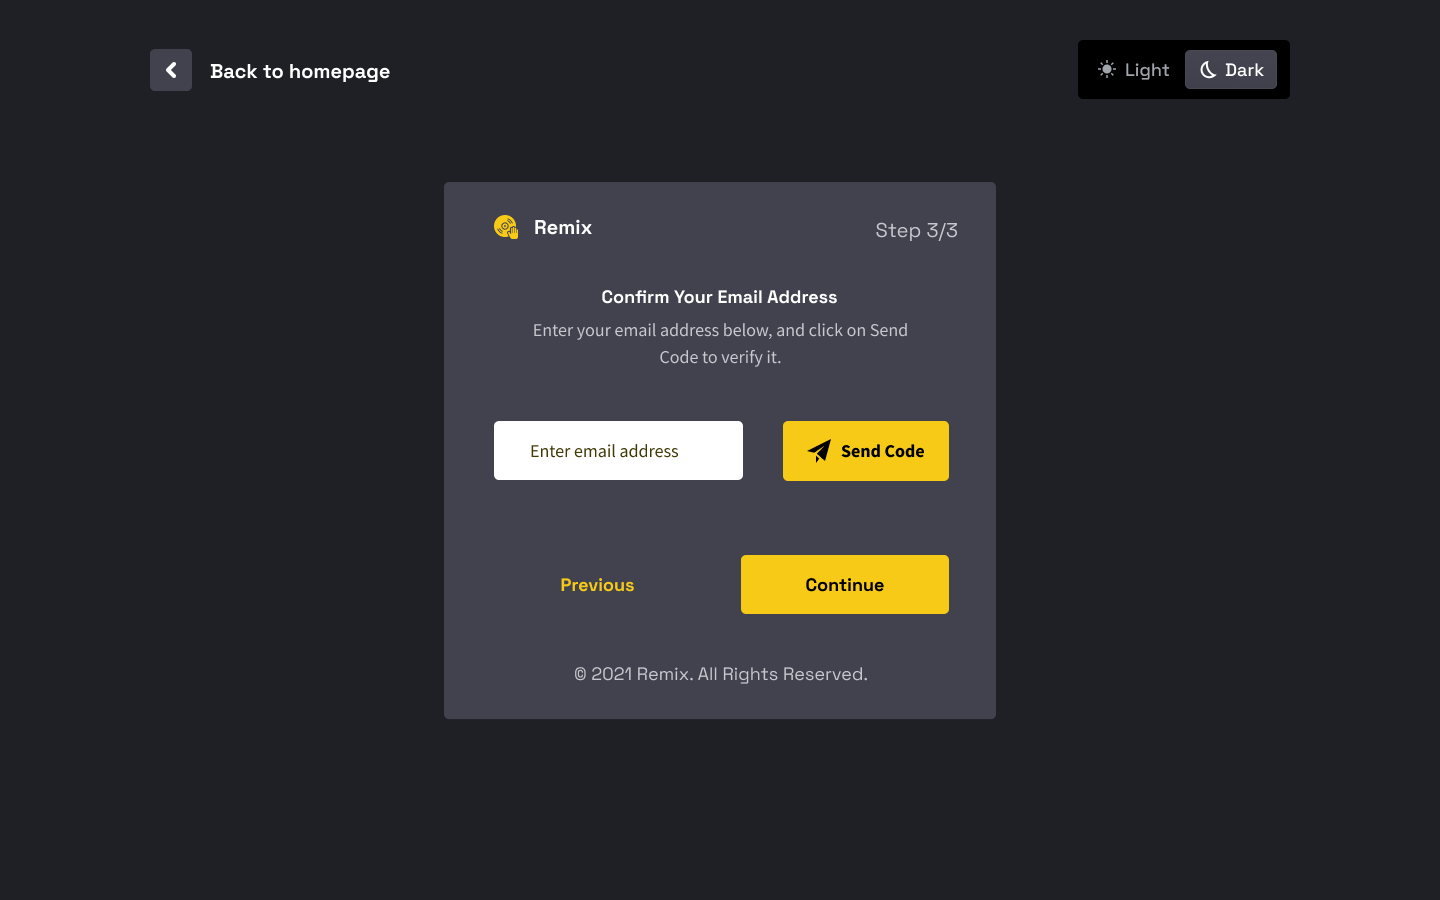 Back to homepage
Light
Dark
Remix
Step 3/3
Confirm Your Email Address
Enter your email address below, and click on Send
Code to verify it.
Enter email address
Send Code
Previous
Continue
© 2021 Remix. All Rights Reserved.